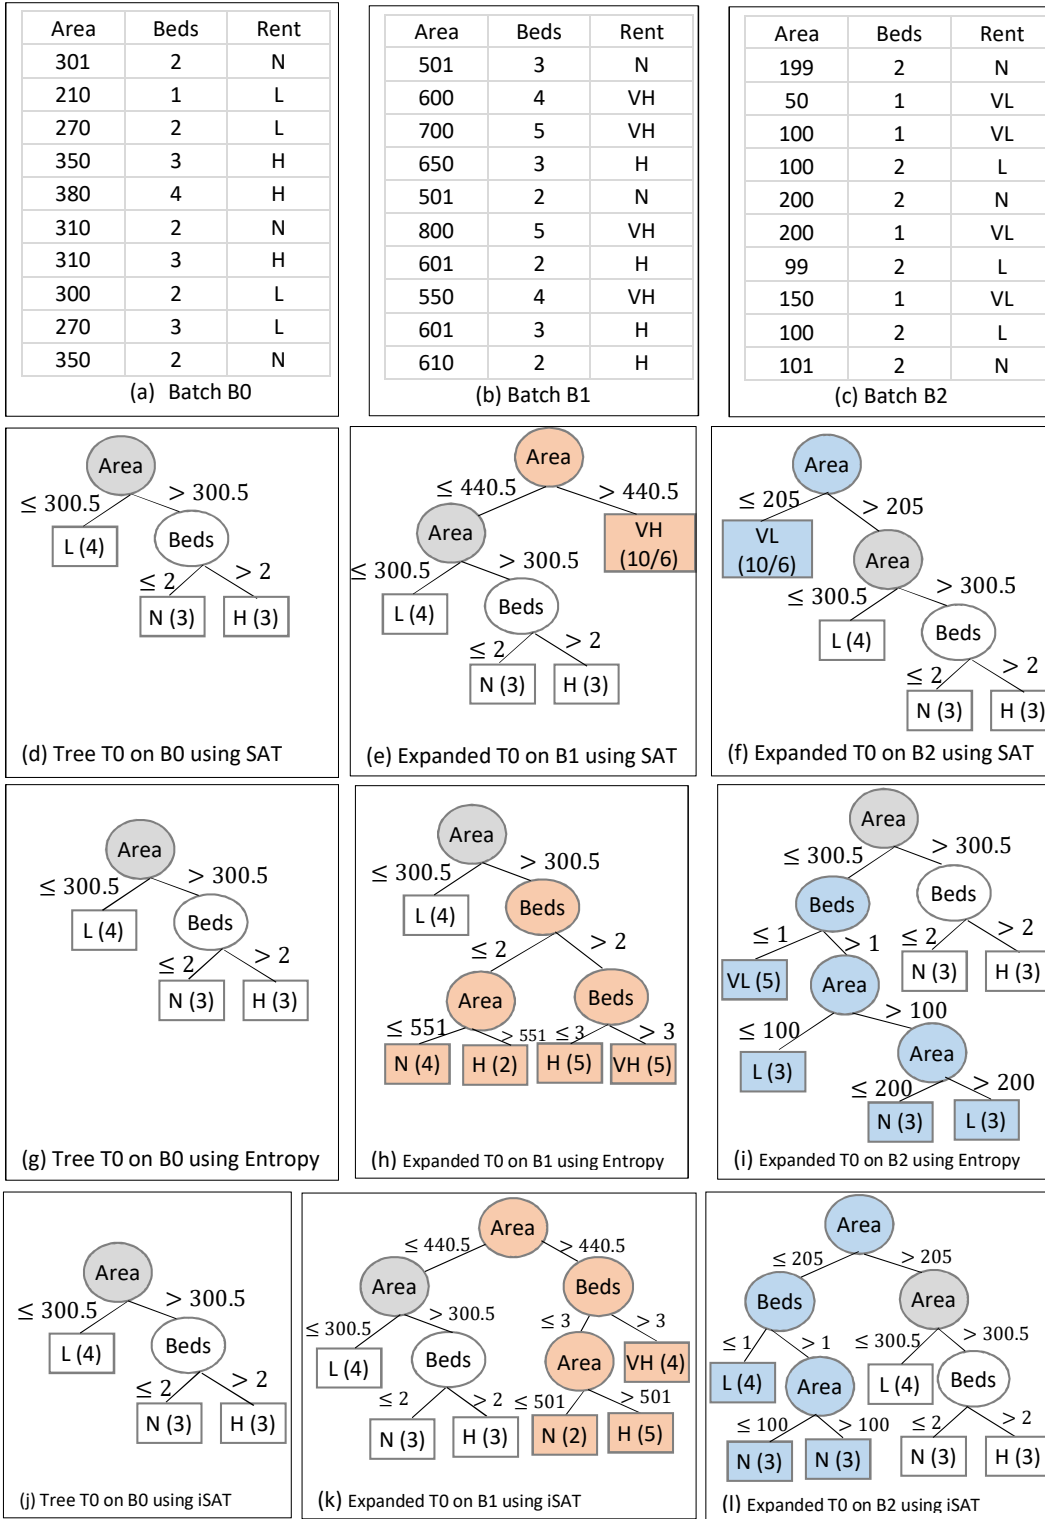 Area Beds Rent
301 2 N
210 1 L
270 2 L
350 3 H
380 4 H
310 2 N
310 3 H
300 2 L
270 3 L
350 2 N
(a) Batch B0
Area Beds Rent
501 3 N
600 4 VH
700 5 VH
650 3 H
501 2 N
800 5 VH
601 2 H
550 4 VH
601 3 H
610 2 H
(b) Batch B1
Area Beds Rent
199 2 N
50 1 VL
100 1 VL
100 2 L
200 2 N
200 1 VL
99 2 L
150 1 VL
100 2 L
101 2 N
(c) Batch B2
Area
≤ 300.5 > 300.5
L (4) Beds
≤ 2 > 2
N (3) H (3)
(d) Tree T0 on B0 using SAT
Area
≤ 440.5 > 440.5
Area VH
(10/6)
≤ 300.5 > 300.5
L (4) Beds
≤ 2 > 2
N (3) H (3)
(e) Expanded T0 on B1 using SAT
Area
≤ 205 > 205
VL
(10/6)
Area
≤ 300.5 > 300.5
L (4) Beds
≤ 2 > 2
N (3) H (3)
(f) Expanded T0 on B2 using SAT
Area
≤ 300.5 > 300.5
L (4) Beds
≤ 2 > 2
N (3) H (3)
(g) Tree T0 on B0 using Entropy
Area
≤ 300.5 > 300.5
L (4) Beds
≤ 2 > 2
Area Beds
≤ 551 > 551 ≤ 3 > 3
N (4) H (2) H (5) VH (5)
(h) Expanded T0 on B1 using Entropy
Area
≤ 300.5 > 300.5
Beds Beds
≤ 1 > 1 ≤ 2 > 2
VL (5) Area N (3) H (3)
≤ 100 > 100
L (3) Area
≤ 200 > 200
N (3) L (3)
(i) Expanded T0 on B2 using Entropy
Area
≤ 300.5 > 300.5
L (4) Beds
≤ 2 > 2
N (3) H (3)
(j) Tree T0 on B0 using iSAT
Area
≤ 440.5 > 440.5
Area Beds
≤ 300.5 > 300.5 ≤ 3 > 3
L (4) Beds Area VH (4)
≤ 2 > 2 ≤ 501 > 501
N (3) H (3) N (2) H (5)
(k) Expanded T0 on B1 using iSAT
Area
≤ 205 > 205
Beds Area
≤ 1 > 1 ≤ 300.5 > 300.5
L (4) Area L (4) Beds
≤ 100 > 100 ≤ 2 > 2
N (3) N (3) N (3) H (3)
(l) Expanded T0 on B2 using iSAT